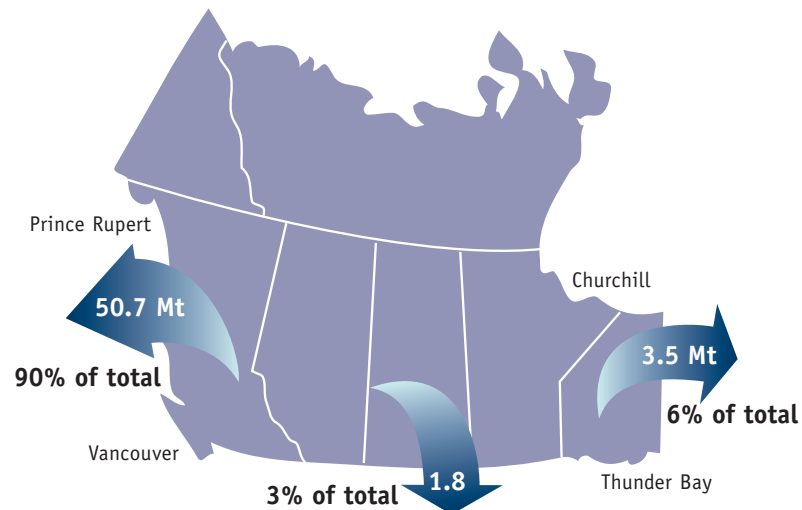 Prince Rupert
50.7 Mt
90% of total
Vancouver
Churchill
3.5 Mt
6% of total
Thunder Bay
1.8
3% of total